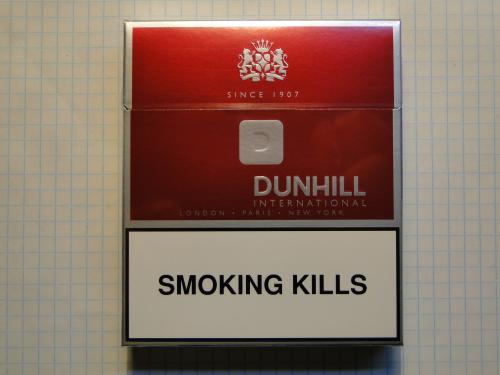 SINCE 1907
D
DUNHILL
INTERNATIONAL
LONDON • PARIS • NEW YORK
SMOKING KILLS